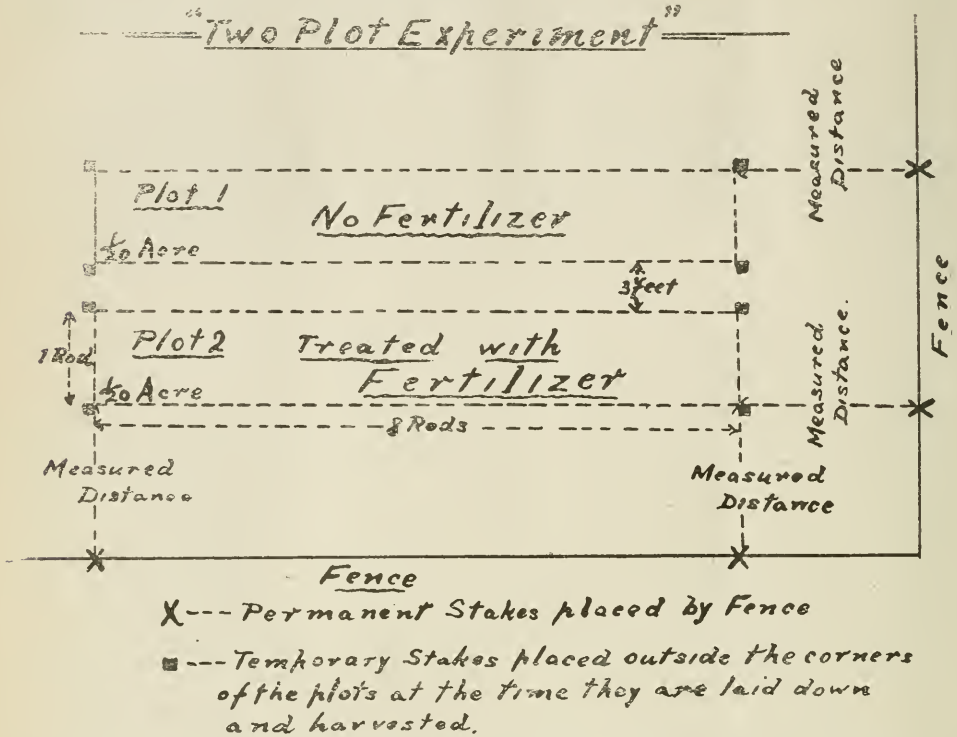 "Two Plot Experiment"
Measured
Distance
Plot 1
No Fertilizer
1/20 Acre
3 feet
Fence
1 Rod
Plot 2
Treated with
Fertilizer
1/20 Acre
8 Rods
Measured
Distance.
Measured
Distance
Measured
Distance
Fence
X --- Permanent Stakes placed by Fence
■ --- Temporary Stakes placed outside the corners
of the plots at the time they are laid down
and harvested.